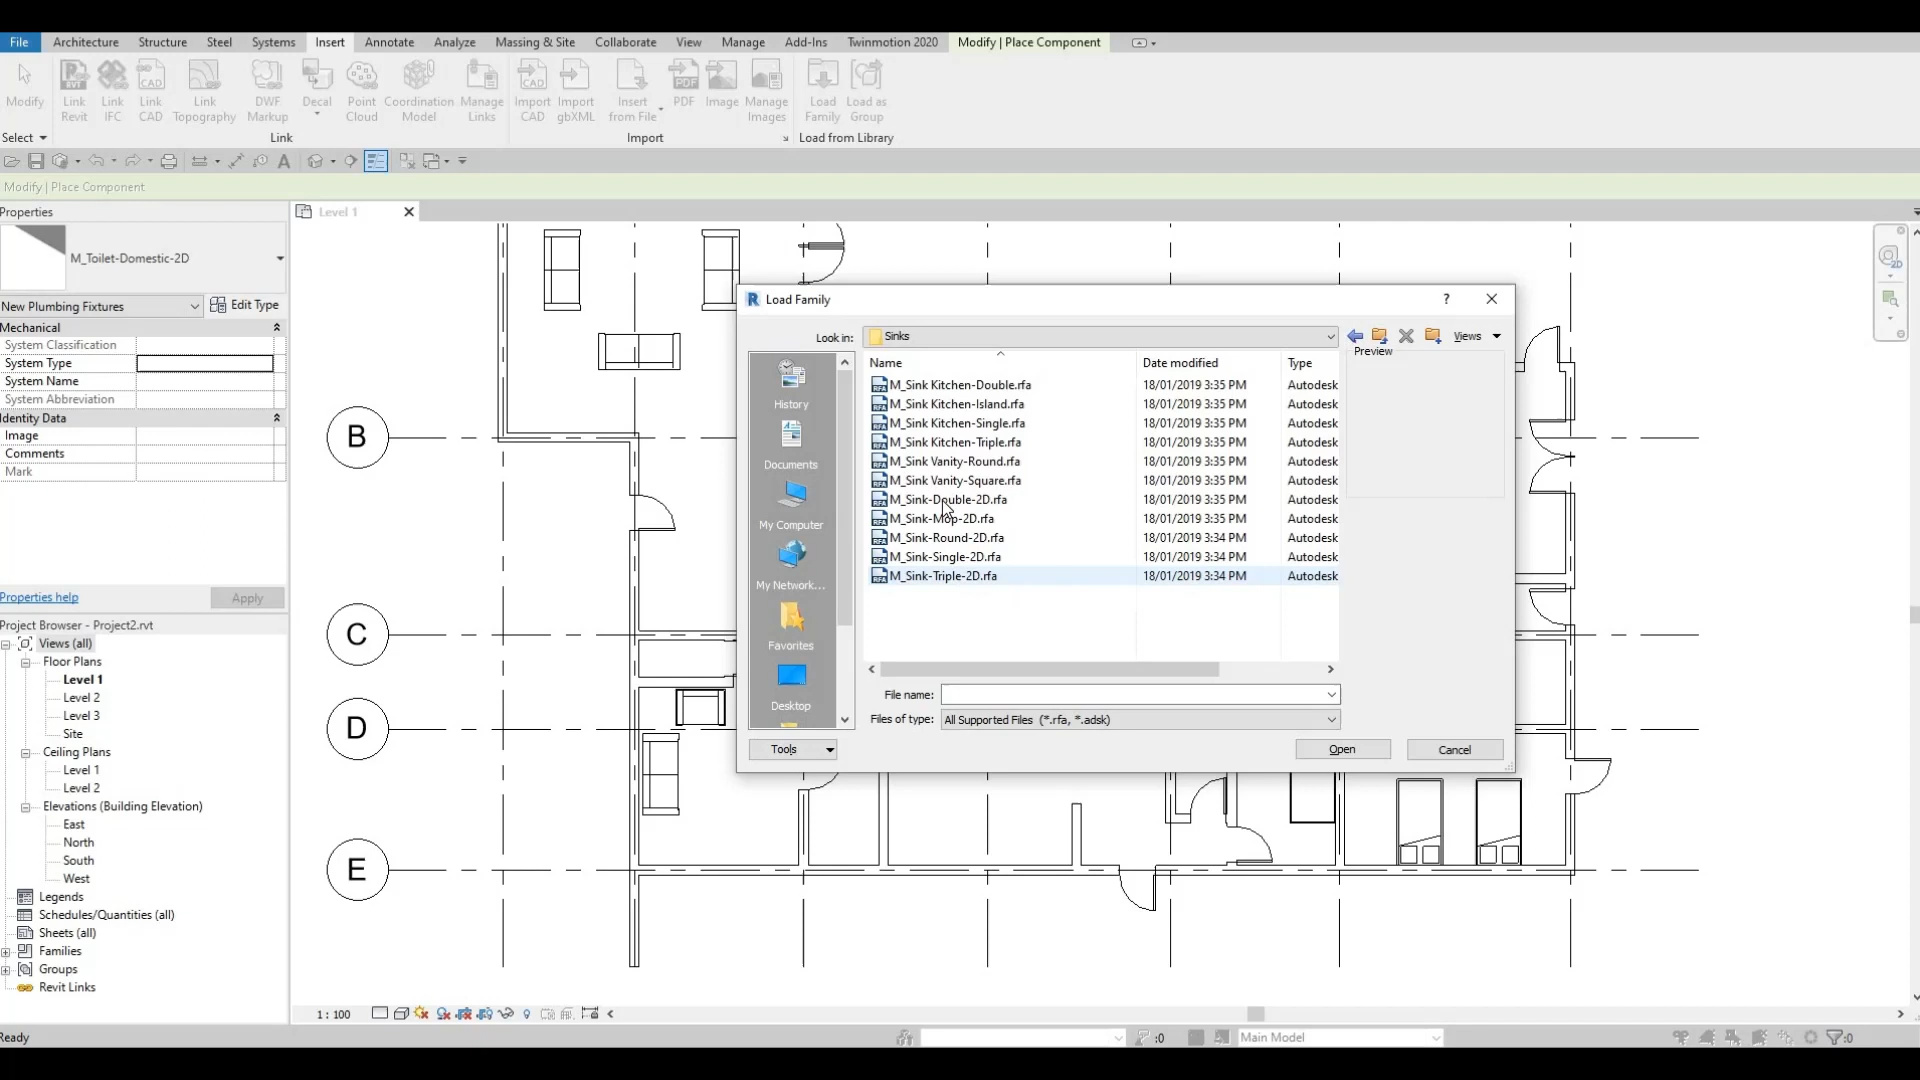 File Architecture Structure Steel Systems Insert Annotate Analyze Massing & Site Collaborate View Manage Add-Ins Twinmotion 2020 Modify | Place Component
Modify Link Revit Link IFC Link CAD Link Topography DWF Markup Decal Point Cloud Coordination Model Manage Links Import CAD Import gbXML Insert from File PDF Image Manage Images Load Family Load as Group
Select Link Import Load from Library
Modify | Place Component
Properties
Level 1
M_Toilet-Domestic-2D
New Plumbing Fixtures Edit Type
Mechanical
System Classification
System Type
System Name
System Abbreviation
Identity Data
Image
Comments
Mark
Properties help Apply
Project Browser - Project2.rvt
Views (all)
Floor Plans
Level 1
Level 2
Level 3
Site
Ceiling Plans
Level 1
Level 2
Elevations (Building Elevation)
East
North
South
West
Legends
Schedules/Quantities (all)
Sheets (all)
Families
Groups
Revit Links
B
C
D
E
Load Family ?
Look in: Sinks Views
Preview
History
Documents
My Computer
My Network...
Favorites
Desktop
Name Date modified Type
M_Sink Kitchen-Double.rfa 18/01/2019 3:35 PM Autodesk
M_Sink Kitchen-Island.rfa 18/01/2019 3:35 PM Autodesk
M_Sink Kitchen-Single.rfa 18/01/2019 3:35 PM Autodesk
M_Sink Kitchen-Triple.rfa 18/01/2019 3:35 PM Autodesk
M_Sink Vanity-Round.rfa 18/01/2019 3:35 PM Autodesk
M_Sink Vanity-Square.rfa 18/01/2019 3:35 PM Autodesk
M_Sink-Double-2D.rfa 18/01/2019 3:35 PM Autodesk
M_Sink-Mop-2D.rfa 18/01/2019 3:35 PM Autodesk
M_Sink-Round-2D.rfa 18/01/2019 3:34 PM Autodesk
M_Sink-Single-2D.rfa 18/01/2019 3:34 PM Autodesk
M_Sink-Triple-2D.rfa 18/01/2019 3:34 PM Autodesk
File name:
Files of type: All Supported Files (*.rfa, *.adsk)
Tools Open Cancel
1 : 100
Ready :0 Main Model :0